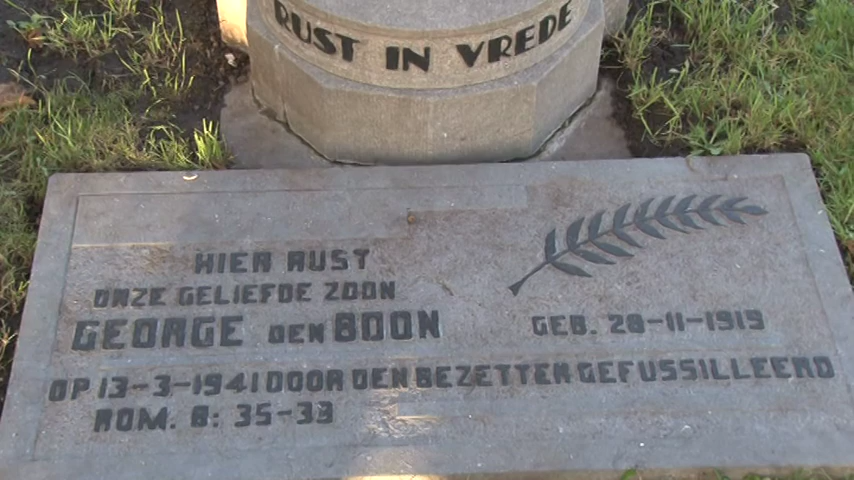 RUST IN VREDE
HIER RUST
ONZE GELIEFDE ZOON
GEORGE DEN BOON GEB. 28-11-1919
OP 13-3-1941 DOOR DEN BEZETTER GEFUSSILLEERD
ROM. 8: 35-39